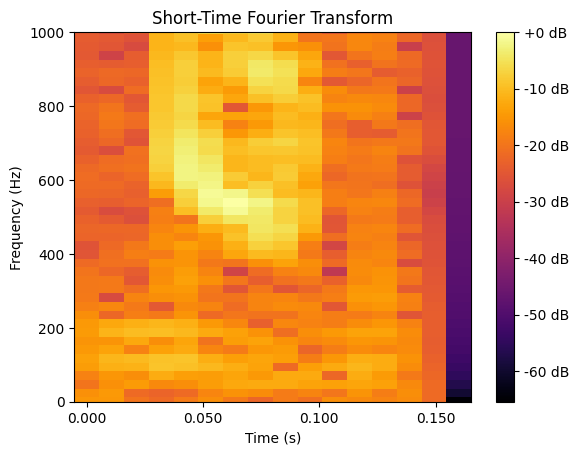 Short-Time Fourier Transform
1000
800
600
400
200
0
Frequency (Hz)
0.000
0.050
0.100
0.150
Time (s)
+0 dB
-10 dB
-20 dB
-30 dB
-40 dB
-50 dB
-60 dB